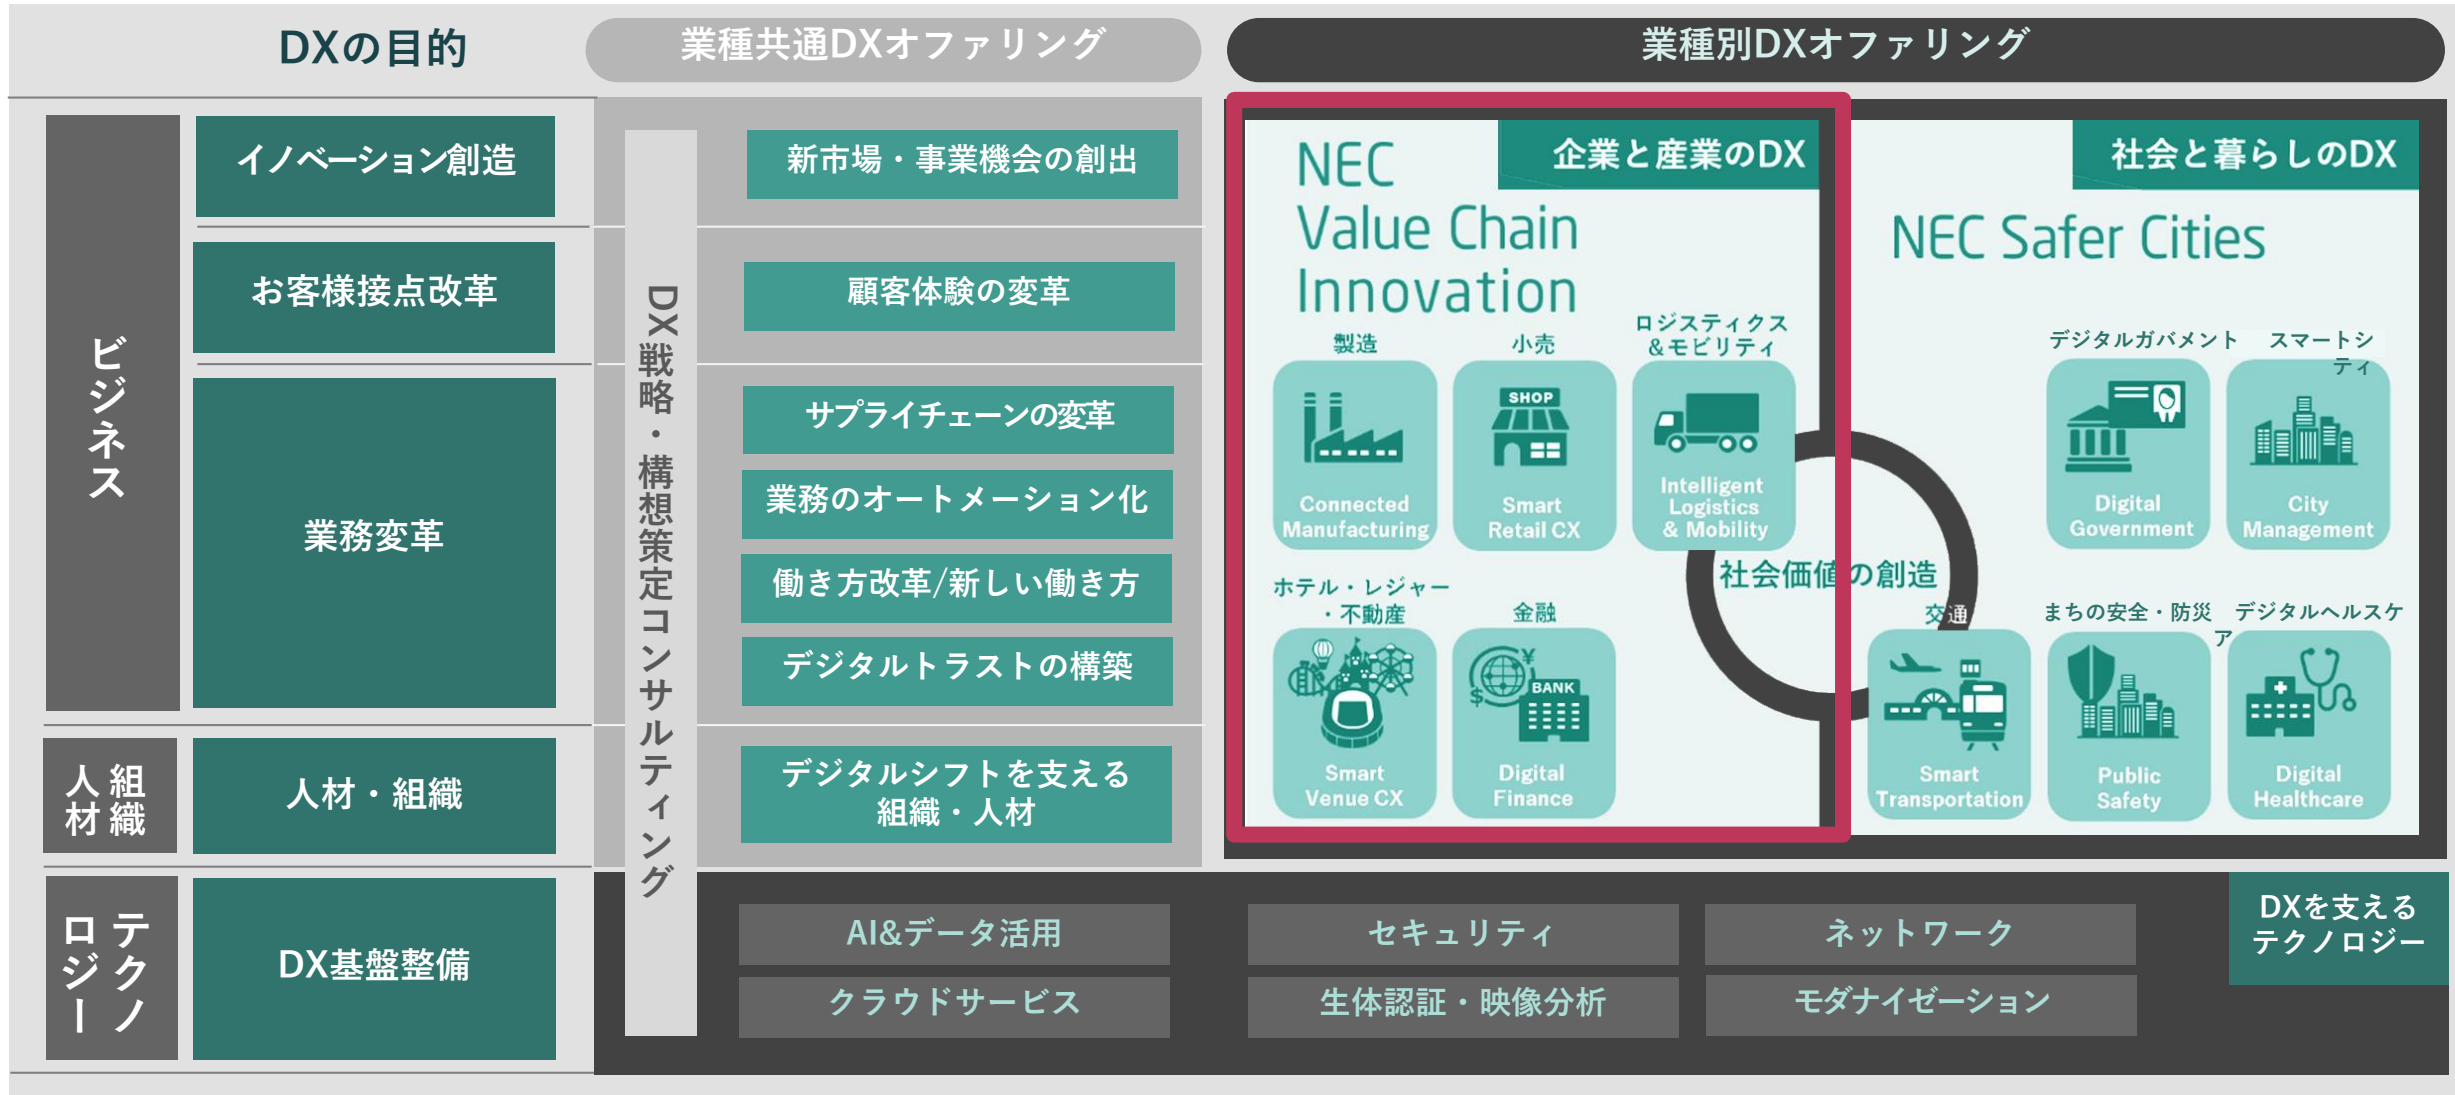 DXの目的
業種共通DXオファリング
業種別DXオファリング
ビジネス
イノベーション創造
お客様接点改革
業務変革
人材
組織
人材・組織
テクノ
ロジー
DX基盤整備
DX戦略・構想策定コンサルティング
新市場・事業機会の創出
顧客体験の変革
サプライチェーンの変革
業務のオートメーション化
働き方改革/新しい働き方
デジタルトラストの構築
デジタルシフトを支える
組織・人材
企業と産業のDX
NEC
Value Chain
Innovation
製造
Connected
Manufacturing
小売
SHOP
Smart
Retail CX
ロジスティクス
&モビリティ
Intelligent
Logistics
& Mobility
ホテル・レジャー
・不動産
Smart
Venue CX
金融
¥
$
BANK
Digital
Finance
社会価値の創造
社会と暮らしのDX
NEC Safer Cities
デジタルガバメント
Digital
Government
スマートシ
ティ
City
Management
交通
Smart
Transportation
まちの安全・防災
Public
Safety
デジタルヘルスケ
ア
Digital
Healthcare
AI&データ活用
セキュリティ
ネットワーク
クラウドサービス
生体認証・映像分析
モダナイゼーション
DXを支える
テクノロジー